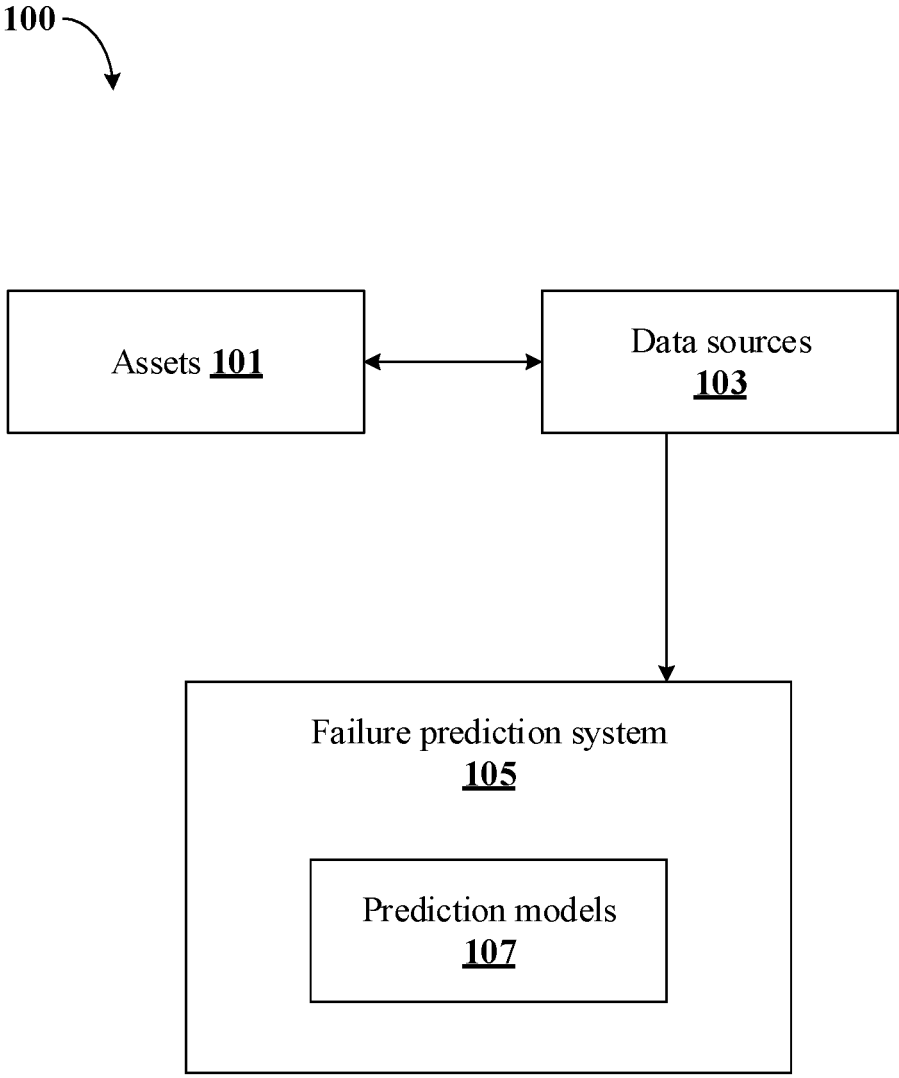 100
Assets 101
Data sources
103
Failure prediction system
105
Prediction models
107